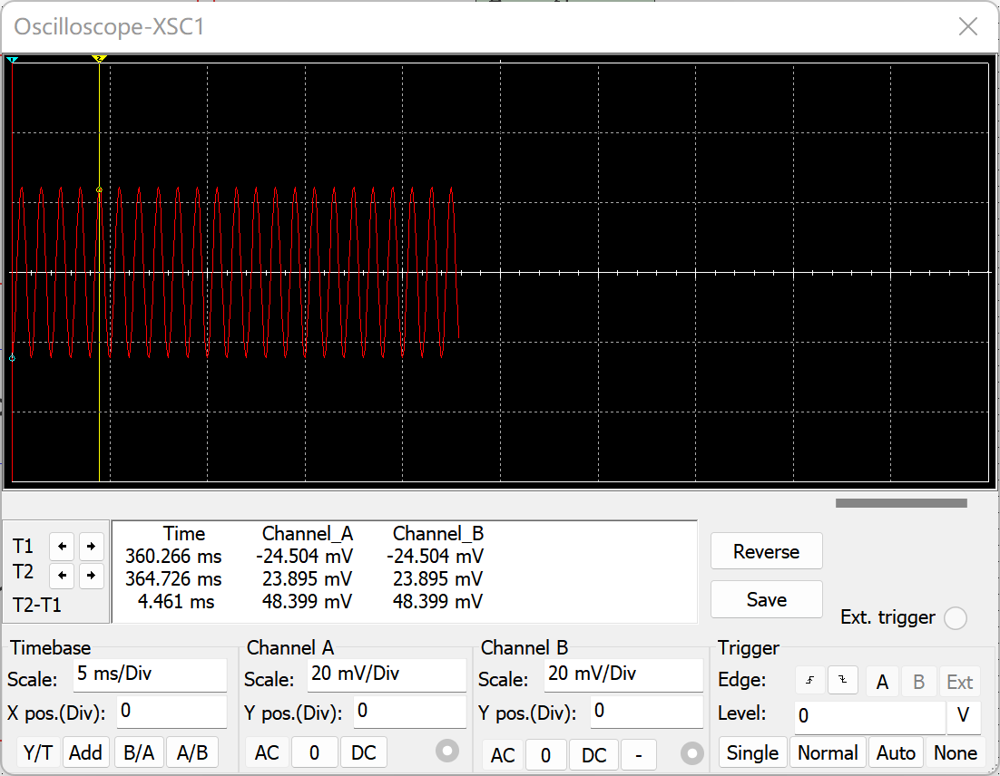 Oscilloscope-XSC1
1 2
Time Channel_A Channel_B
T1 360.266 ms -24.504 mV -24.504 mV
T2 364.726 ms 23.895 mV 23.895 mV
T2-T1 4.461 ms 48.399 mV 48.399 mV
Reverse
Save
Ext. trigger
Timebase
Scale: 5 ms/Div
X pos.(Div): 0
Y/T Add B/A A/B
Channel A
Scale: 20 mV/Div
Y pos.(Div): 0
AC 0 DC
Channel B
Scale: 20 mV/Div
Y pos.(Div): 0
AC 0 DC -
Trigger
Edge: A B Ext
Level: 0 V
Single Normal Auto None